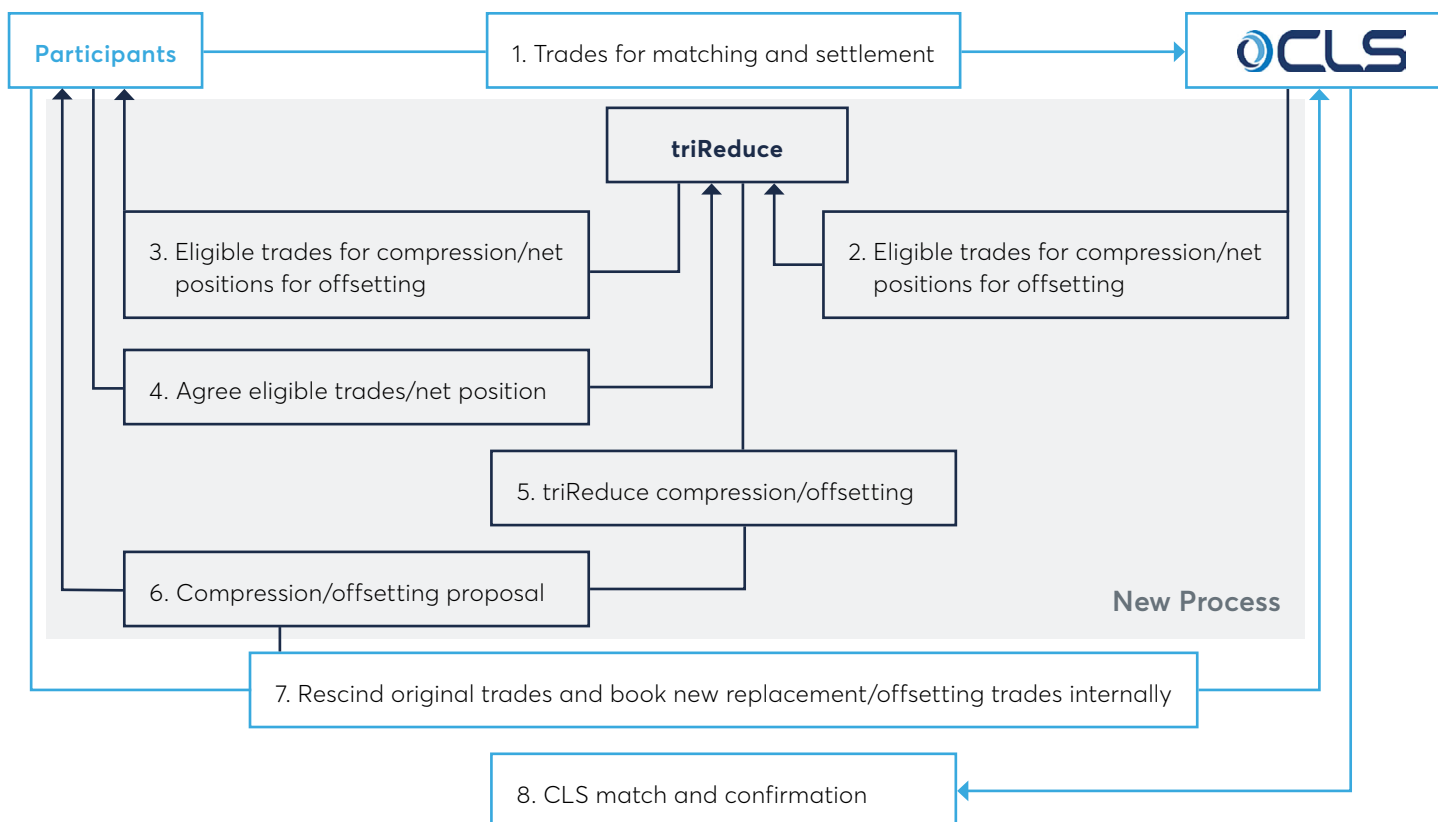 Participants
1. Trades for matching and settlement
CLS
triReduce
3. Eligible trades for compression/net
positions for offsetting
2. Eligible trades for compression/net
positions for offsetting
4. Agree eligible trades/net position
5. triReduce compression/offsetting
6. Compression/offsetting proposal
New Process
7. Rescind original trades and book new replacement/offsetting trades internally
8. CLS match and confirmation